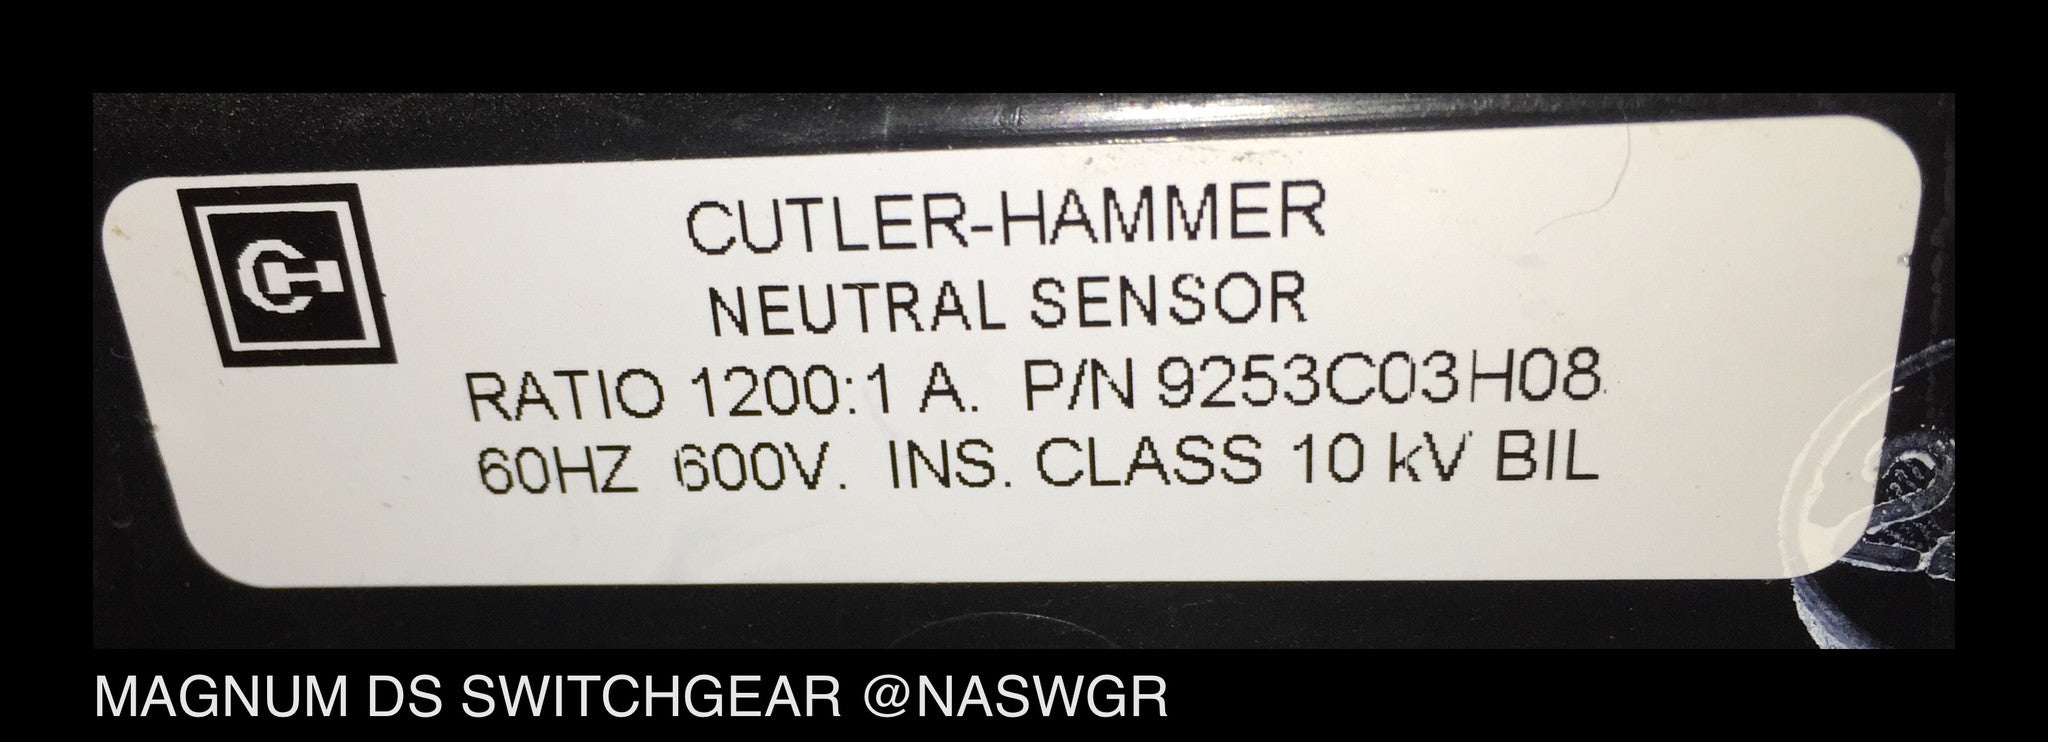 CUTLER-HAMMER
NEUTRAL SENSOR
RATIO 1200:1 A. P/N 9253C03H08
60HZ 600V. INS. CLASS 10 kV BIL
MAGNUM DS SWITCHGEAR @NASWGR